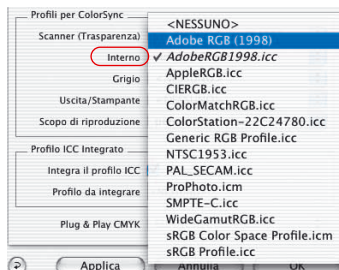 Profili per ColorSync
Scanner (Trasparenza)
Interno
Grigio
Uscita/Stampante
Scopo di riproduzione
Profilo ICC Integrato
Integra il profilo ICC
Profilo da integrare
Plug & Play CMYK
<NESSUNO>
Adobe RGB (1998)
✓ AdobeRGB1998.icc
AppleRGB.icc
CIERGB.icc
ColorMatchRGB.icc
ColorStation-22C24780.icc
Generic RGB Profile.icc
NTSC1953.icc
PAL_SECAM.icc
ProPhoto.icm
SMPTE-C.icc
WideGamutRGB.icc
sRGB Color Space Profile.icm
sRGB Profile.icc
Applica
Annulla
OK